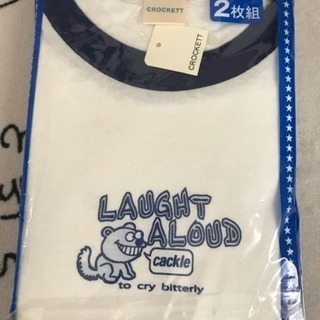 CROCKETT
2枚組
CROCKETT
LAUGHT
ALOUD
cackle
to cry bitterly